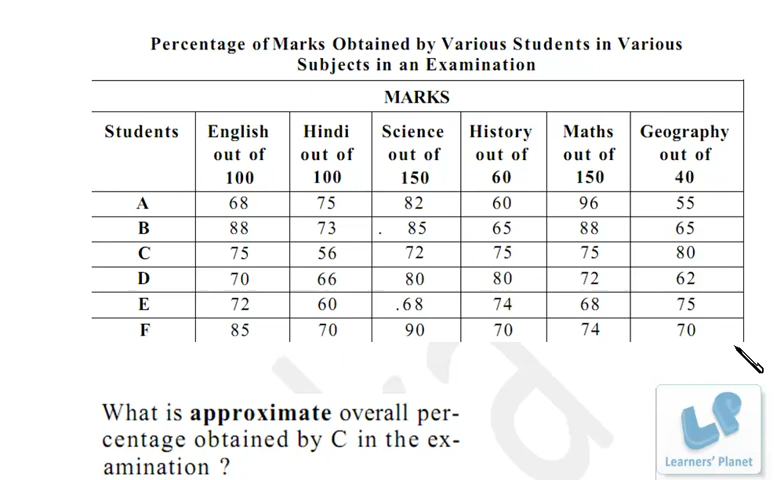 Percentage of Marks Obtained by Various Students in Various
Subjects in an Examination
MARKS
Students English Hindi Science History Maths Geography
out of out of out of out of out of out of
100 100 150 60 150 40
A 68 75 82 60 96 55
B 88 73 . 85 65 88 65
C 75 56 72 75 75 80
D 70 66 80 80 72 62
E 72 60 .68 74 68 75
F 85 70 90 70 74 70
What is approximate overall per-
centage obtained by C in the ex-
amination ?
LP
Learners' Planet